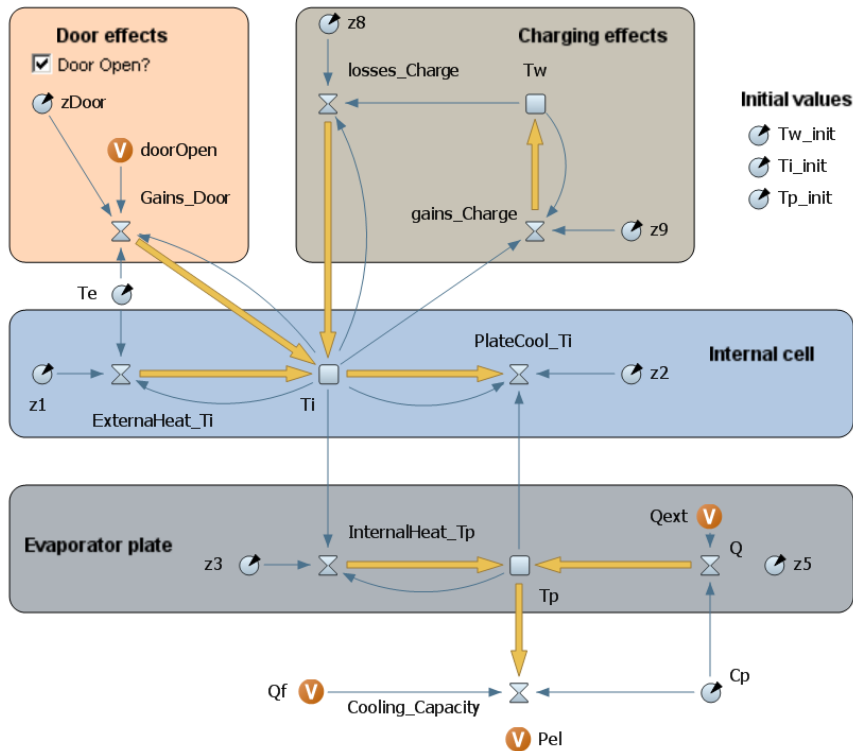 Door effects
Door Open?
zDoor
V doorOpen
Gains_Door
Te
z8
Charging effects
losses_Charge
Tw
gains_Charge
z9
Initial values
Tw_init
Ti_init
Tp_init
PlateCool_Ti
Internal cell
z1
ExternaHeat_Ti
Ti
z2
Evaporator plate
InternalHeat_Tp
z3
Tp
Qext V
Q
z5
Qf V
Cooling_Capacity
Cp
V Pel